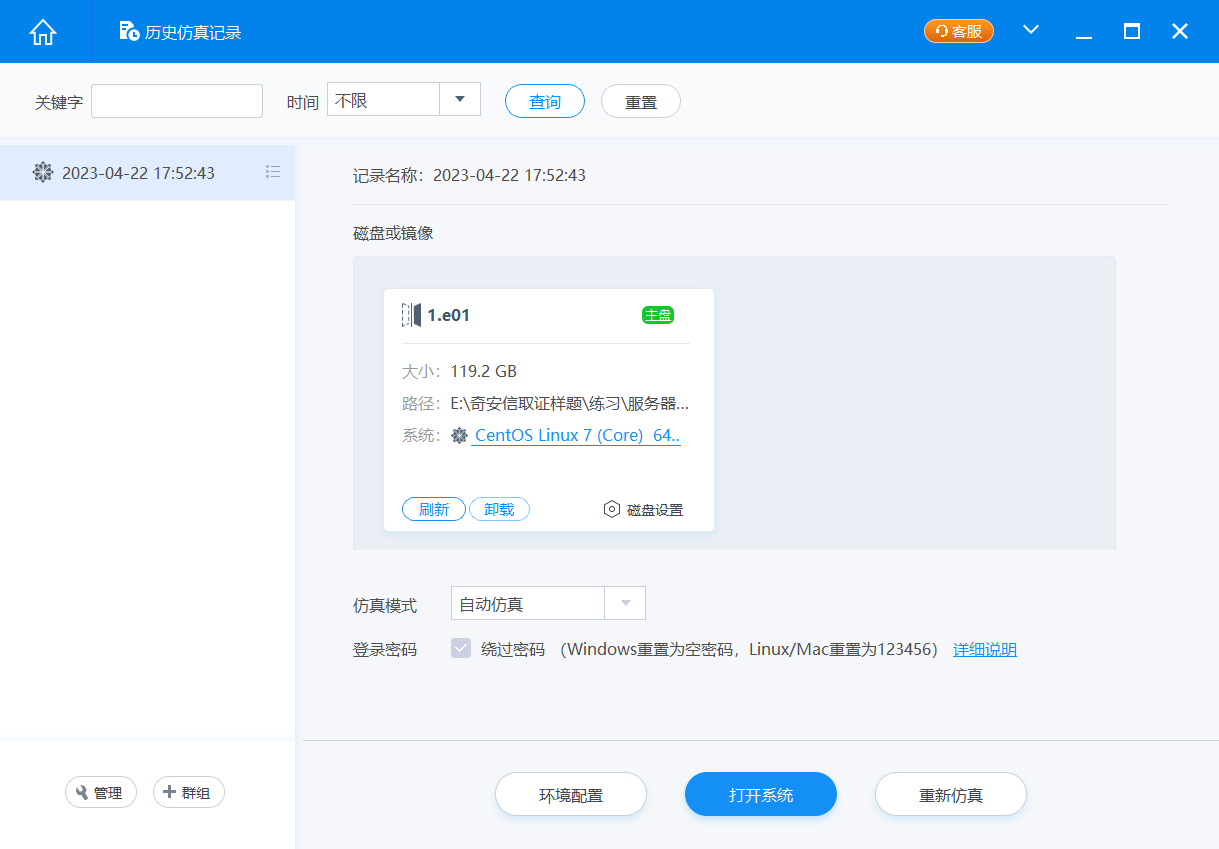 历史仿真记录
客服
关键字
时间 不限
查询
重置
2023-04-22 17:52:43
记录名称：2023-04-22 17:52:43
磁盘或镜像
1.e01
主盘
大小：119.2 GB
路径：E:\奇安信取证样题\练习\服务器...
系统： CentOS Linux 7 (Core) 64..
刷新
卸载
磁盘设置
仿真模式 自动仿真
登录密码 绕过密码 （Windows重置为空密码，Linux/Mac重置为123456） 详细说明
管理
群组
环境配置
打开系统
重新仿真